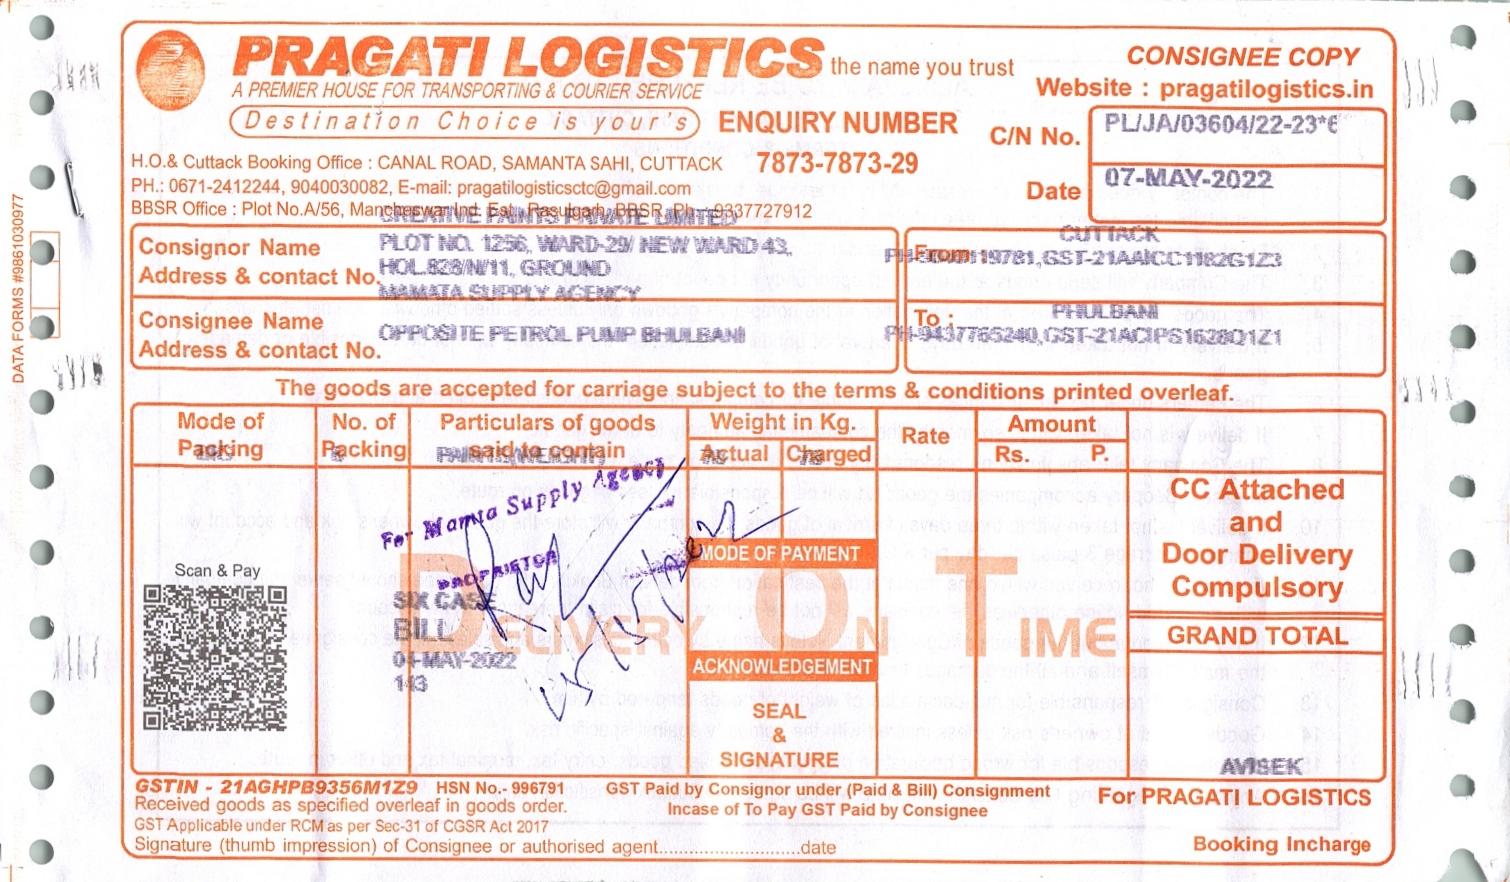 PRAGATI LOGISTICS the name you trust
A PREMIER HOUSE FOR TRANSPORTING & COURIER SERVICE
Destination Choice is your's
CONSIGNEE COPY
Website : pragatilogistics.in
ENQUIRY NUMBER
7873-7873-29
C/N No. PL/JA/03604/22-23*6
Date 07-MAY-2022
H.O.& Cuttack Booking Office : CANAL ROAD, SAMANTA SAHI, CUTTACK
PH.: 0671-2412244, 9040030082, E-mail: pragatilogisticsctc@gmail.com
BBSR Office : Plot No.A/56, Mancheswar Ind. Est., Rasulgarh, BBSR, Ph.: 9337727912
CREATIVE PAINTS PRIVATE LIMITED
Consignor Name
Address & contact No.
PLOT NO. 1256, WARD-29/ NEW WARD 43,
HOL.828/N/11, GROUND
CUTTACK
From
GST-21AAICC1182G1Z3
MAMATA SUPPLY AGENCY
Consignee Name
Address & contact No.
OPPOSITE PETROL PUMP BHULBANI
To
PHULBANI
PH-9437765240,GST-21ACIPS1628Q1Z1
The goods are accepted for carriage subject to the terms & conditions printed overleaf.
Mode of Packing
No. of Packing
Particulars of goods said to contain
Weight in Kg.
Actual Charged
Rate
Amount
Rs. P.
For Mamta Supply Agency
PROPRIETOR
SIX CASE
BILL
04-MAY-2022
143
Scan & Pay
DELIVERY ON TIME
MODE OF PAYMENT
ACKNOWLEDGEMENT
SEAL
&
SIGNATURE
CC Attached
and
Door Delivery
Compulsory
GRAND TOTAL
AVISEK
GSTIN - 21AGHPB9356M1Z9 HSN No.- 996791
Received goods as specified overleaf in goods order.
GST Applicable under RCM as per Sec-31 of CGSR Act 2017
Signature (thumb impression) of Consignee or authorised agent..............................date
GST Paid by Consignor under (Paid & Bill) Consignment
Incase of To Pay GST Paid by Consignee
For PRAGATI LOGISTICS
Booking Incharge
DATA FORMS #9861030977